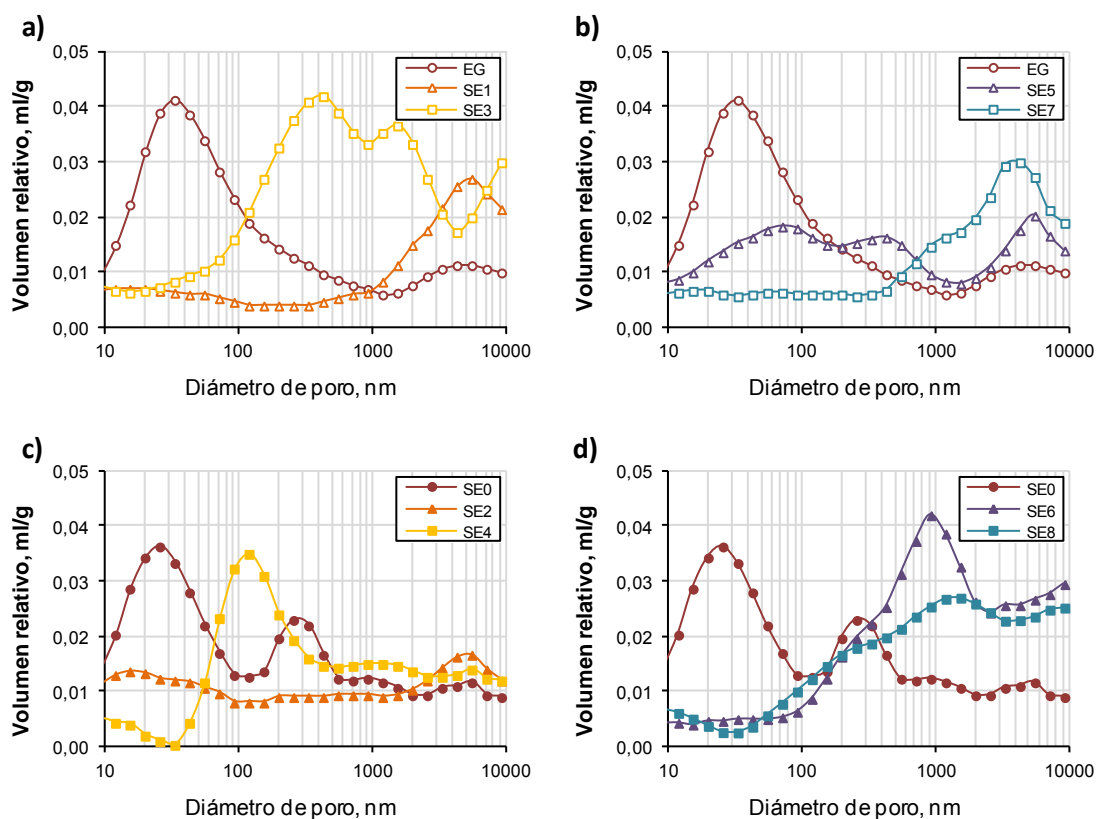 a)
Volumen relativo, ml/g
0,05
0,04
0,03
0,02
0,01
0,00
10
100
1000
10000
Diámetro de poro, nm
EG
SE1
SE3
b)
Volumen relativo, ml/g
0,05
0,04
0,03
0,02
0,01
0,00
10
100
1000
10000
Diámetro de poro, nm
EG
SE5
SE7
c)
Volumen relativo, ml/g
0,05
0,04
0,03
0,02
0,01
0,00
10
100
1000
10000
Diámetro de poro, nm
SE0
SE2
SE4
d)
Volumen relativo, ml/g
0,05
0,04
0,03
0,02
0,01
0,00
10
100
1000
10000
Diámetro de poro, nm
SE0
SE6
SE8